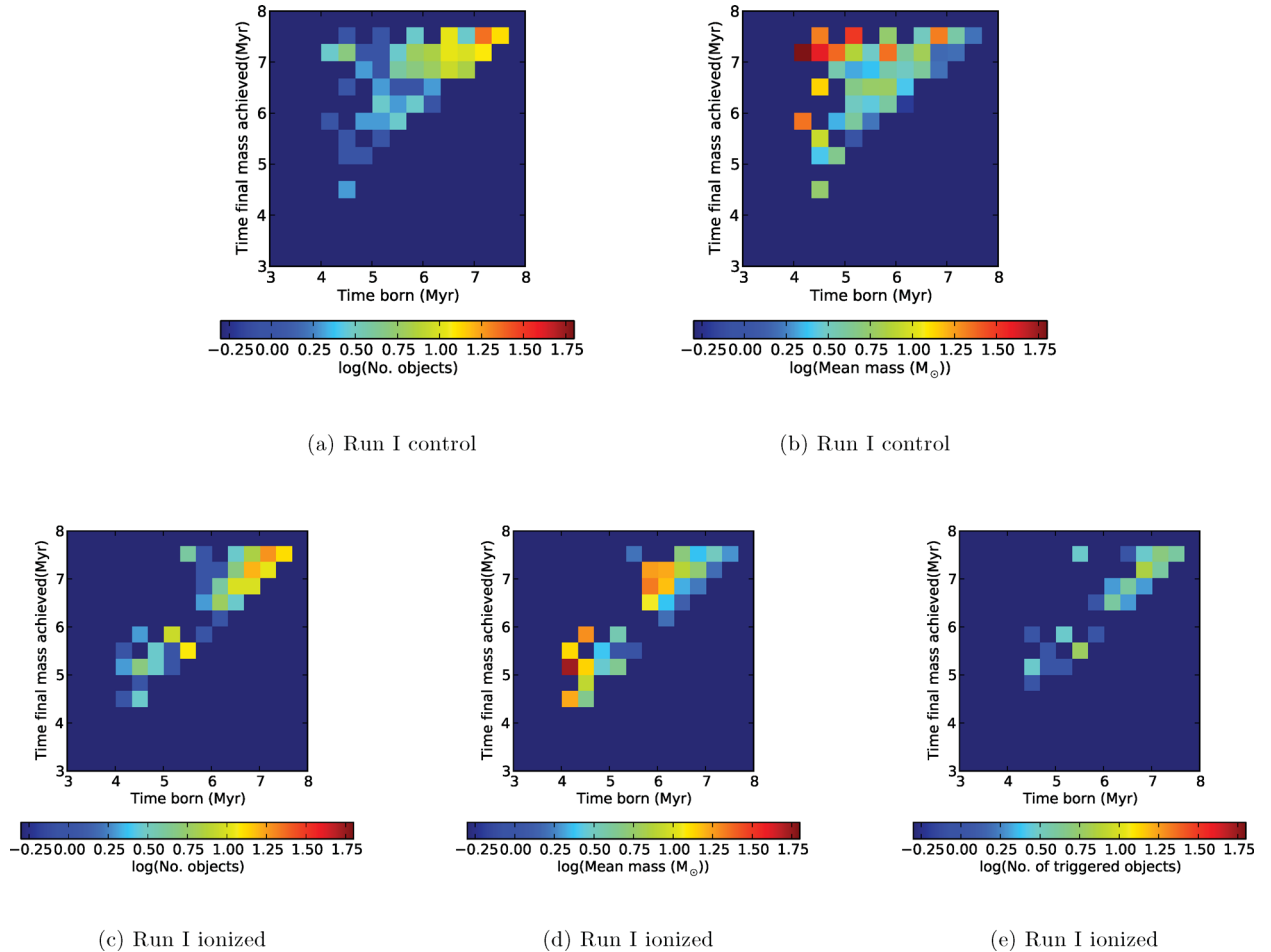 8
7
6
5
4
3
Time final mass achieved(Myr)
3 4 5 6 7 8
Time born (Myr)
−0.25 0.00 0.25 0.50 0.75 1.00 1.25 1.50 1.75
log(No. objects)
(a) Run I control
8
7
6
5
4
3
Time final mass achieved(Myr)
3 4 5 6 7 8
Time born (Myr)
−0.25 0.00 0.25 0.50 0.75 1.00 1.25 1.50 1.75
log(Mean mass (M☉))
(b) Run I control
8
7
6
5
4
3
Time final mass achieved(Myr)
3 4 5 6 7 8
Time born (Myr)
−0.25 0.00 0.25 0.50 0.75 1.00 1.25 1.50 1.75
log(No. objects)
(c) Run I ionized
8
7
6
5
4
3
Time final mass achieved(Myr)
3 4 5 6 7 8
Time born (Myr)
−0.25 0.00 0.25 0.50 0.75 1.00 1.25 1.50 1.75
log(Mean mass (M☉))
(d) Run I ionized
8
7
6
5
4
3
Time final mass achieved(Myr)
3 4 5 6 7 8
Time born (Myr)
−0.25 0.00 0.25 0.50 0.75 1.00 1.25 1.50 1.75
log(No. of triggered objects)
(e) Run I ionized